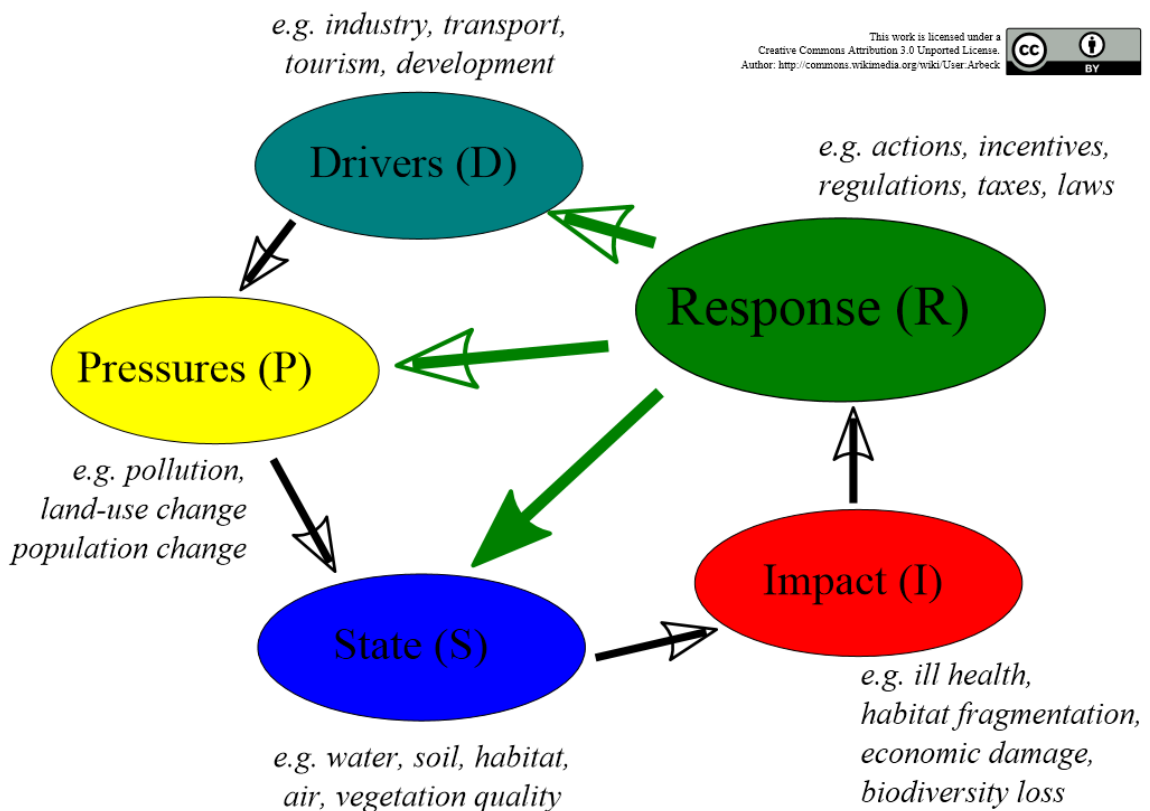 e.g. industry, transport,
tourism, development
This work is licensed under a
Creative Commons Attribution 3.0 Unported License.
Author: http://commons.wikimedia.org/wiki/User:Arbeck
cc
BY
Drivers (D)
e.g. actions, incentives,
regulations, taxes, laws
Response (R)
Pressures (P)
e.g. pollution,
land-use change
population change
Impact (I)
State (S)
e.g. ill health,
habitat fragmentation,
economic damage,
biodiversity loss
e.g. water, soil, habitat,
air, vegetation quality